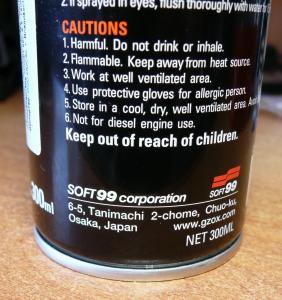 2. If sprayed in eyes, flush thoroughly with water for
CAUTIONS
1. Harmful. Do not drink or inhale.
2. Flammable. Keep away from heat source.
3. Work at well ventilated area.
4. Use protective gloves for allergic person.
5. Store in a cool, dry, well ventilated area. Avoid
6. Not for diesel engine use.
Keep out of reach of children.
300ml
SOFT99 corporation
SOFT99
6-5, Tanimachi 2-chome, Chuo-ku,
Osaka, Japan
www.gzox.com
NET 300ML